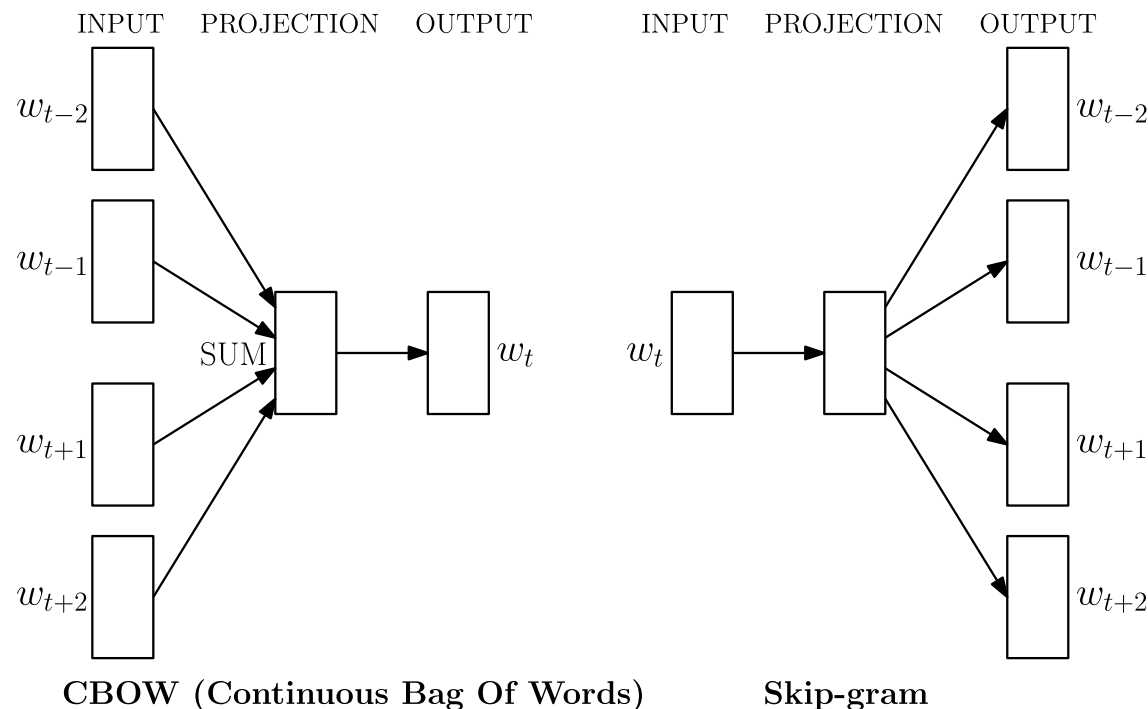 INPUT PROJECTION OUTPUT INPUT PROJECTION OUTPUT
w_{t−2} w_{t−2}
w_{t−1} w_{t−1}
SUM w_t w_t
w_{t+1} w_{t+1}
w_{t+2} w_{t+2}
CBOW (Continuous Bag Of Words) Skip-gram